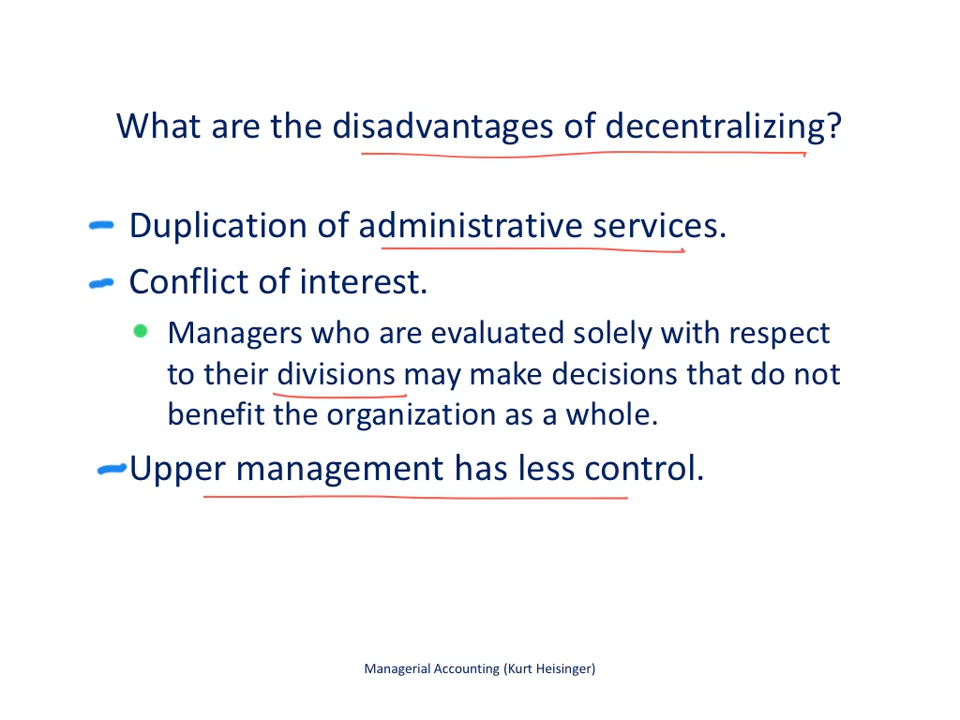 What are the disadvantages of decentralizing?
Duplication of administrative services.
Conflict of interest.
Managers who are evaluated solely with respect
to their divisions may make decisions that do not
benefit the organization as a whole.
Upper management has less control.
Managerial Accounting (Kurt Heisinger)